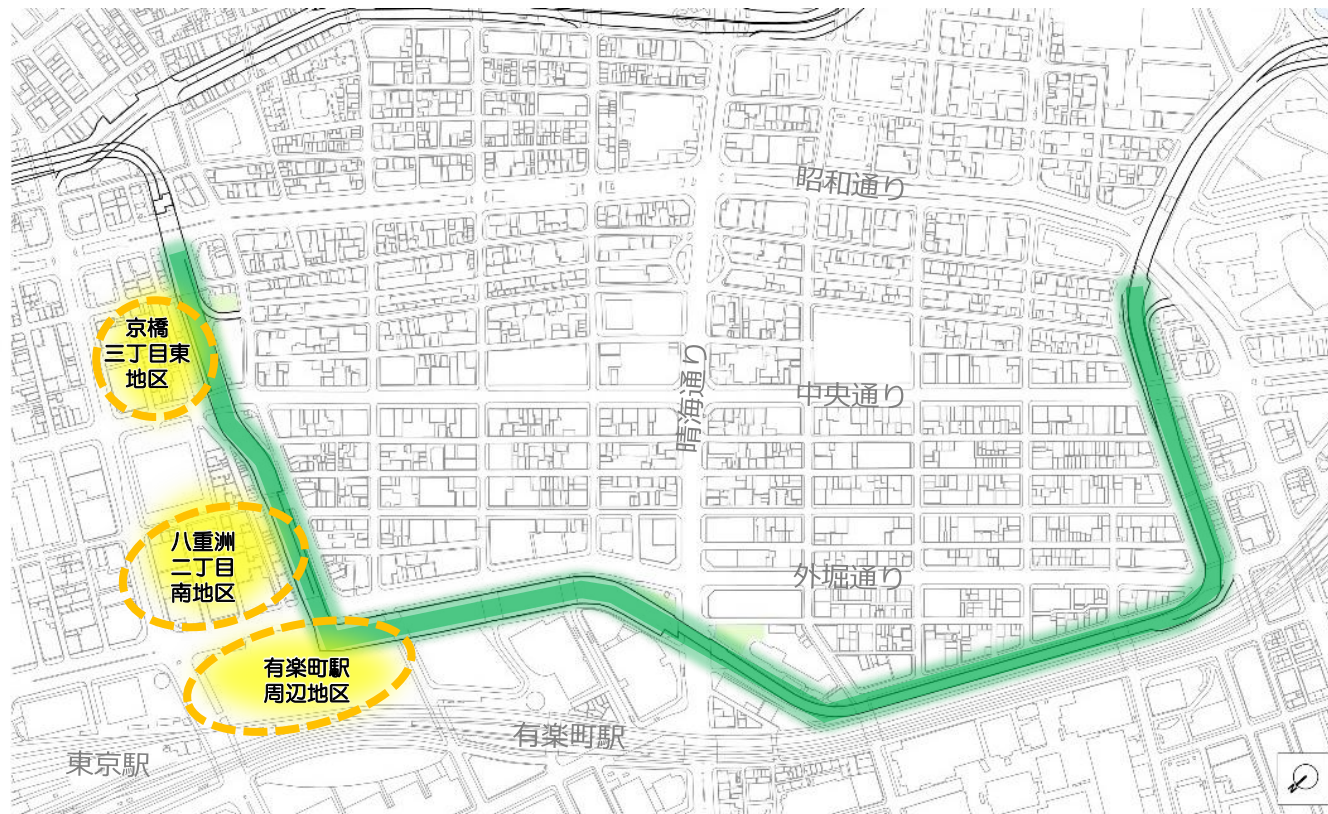 昭和通り
京橋
三丁目東
地区
晴海通り
中央通り
八重洲
二丁目
南地区
外堀通り
有楽町駅
周辺地区
有楽町駅
東京駅